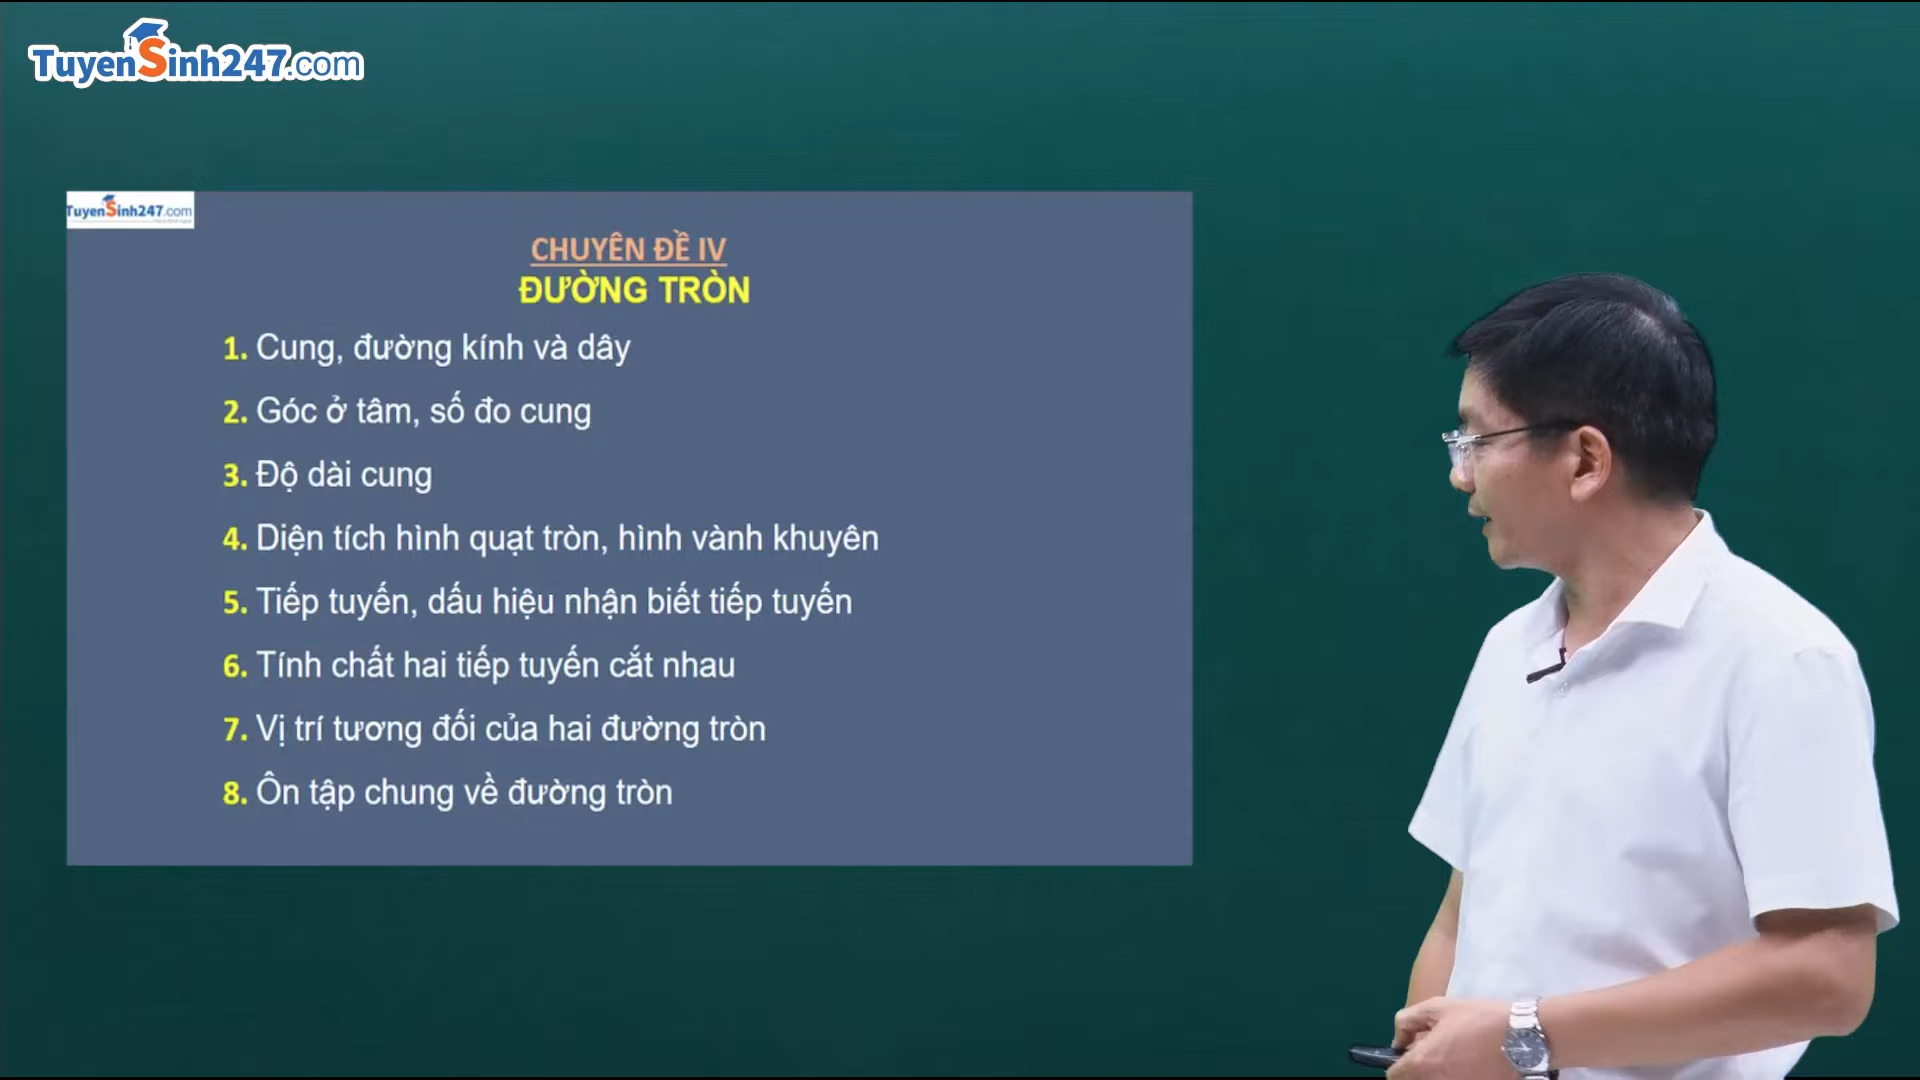 TuyenSinh247.com
TuyenSinh247.com
CHUYÊN ĐỀ IV
ĐƯỜNG TRÒN
1. Cung, đường kính và dây
2. Góc ở tâm, số đo cung
3. Độ dài cung
4. Diện tích hình quạt tròn, hình vành khuyên
5. Tiếp tuyến, dấu hiệu nhận biết tiếp tuyến
6. Tính chất hai tiếp tuyến cắt nhau
7. Vị trí tương đối của hai đường tròn
8. Ôn tập chung về đường tròn